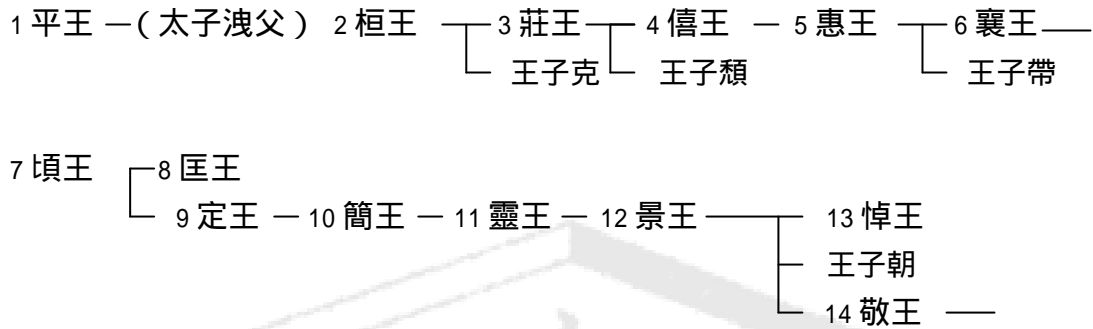 1 平王 －(太子洩父) 2 桓王 3 莊王 4 僖王 － 5 惠王 6 襄王
王子克 王子頹 王子帶
7 頃王 8 匡王
9 定王 － 10 簡王 － 11 靈王 － 12 景王 13 悼王
王子朝
14 敬王